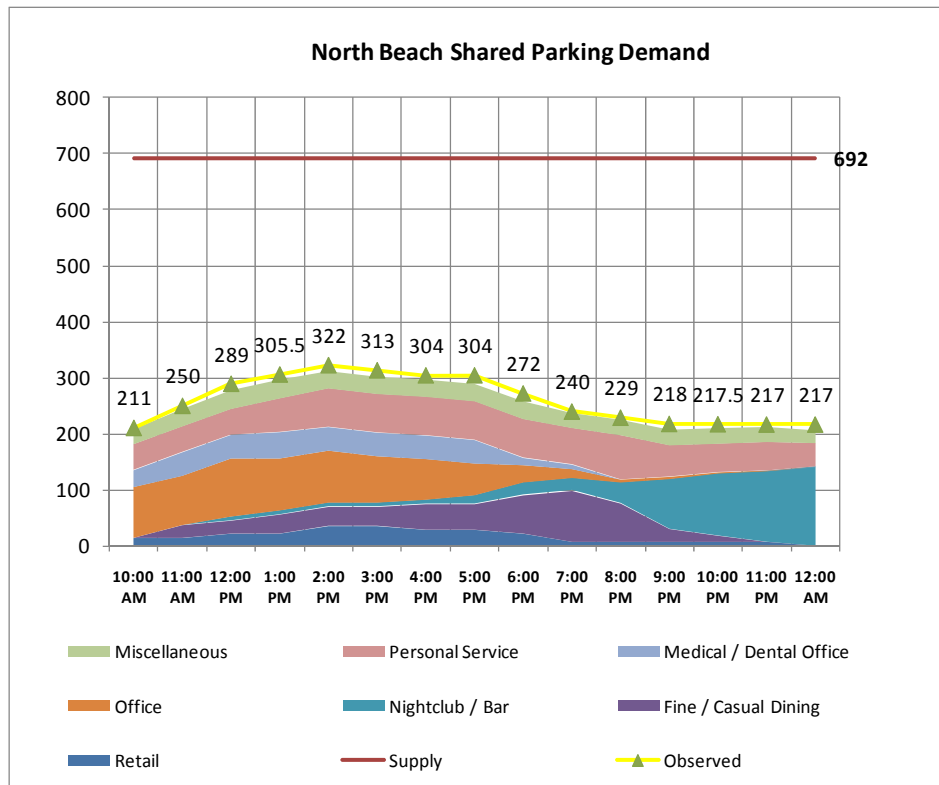 North Beach Shared Parking Demand
800
700
692
600
500
400
300
200
100
0
211 250 289 305.5 322 313 304 304 272 240 229 218 217.5 217 217
10:00 11:00 12:00 1:00 2:00 3:00 4:00 5:00 6:00 7:00 8:00 9:00 10:00 11:00 12:00
AM AM PM PM PM PM PM PM PM PM PM PM PM PM AM
Miscellaneous Personal Service Medical / Dental Office
Office Nightclub / Bar Fine / Casual Dining
Retail Supply Observed